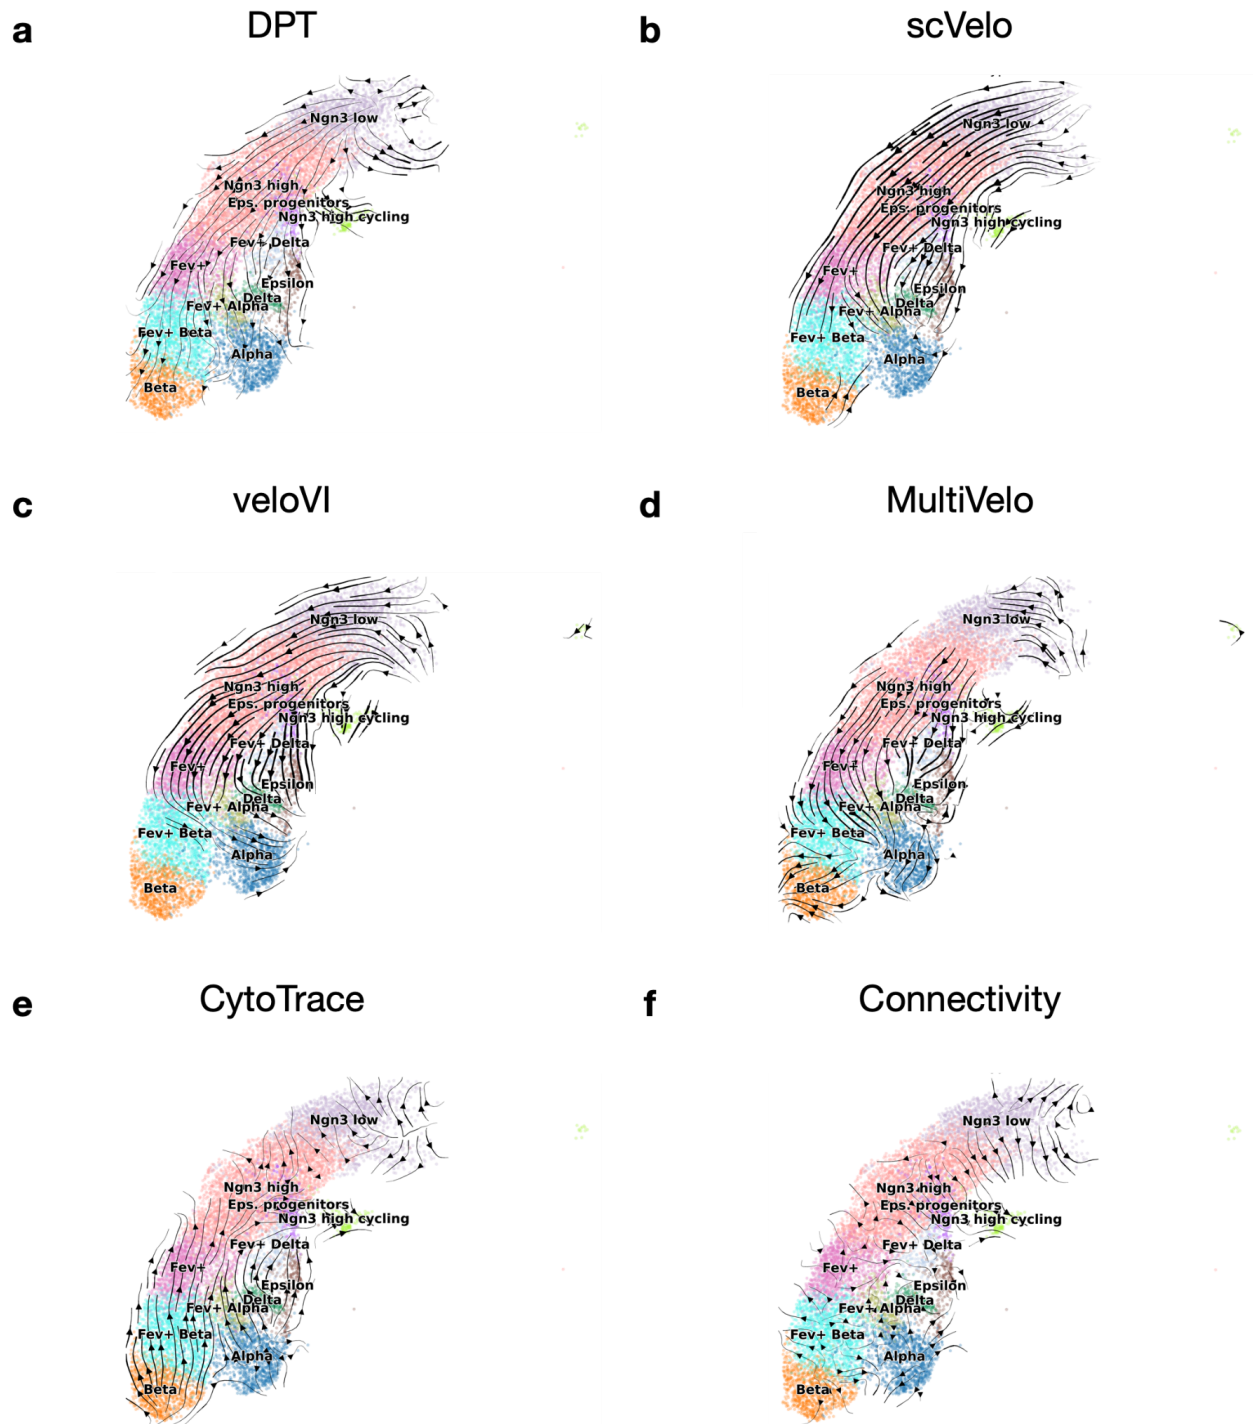 a
DPT
Ngn3 low
Ngn3 high
Eps. progenitors
Ngn3 high cycling
Fev+ Delta
Fev+
Epsilon
Delta
Fev+ Alpha
Fev+ Beta
Alpha
Beta
b
scVelo
Ngn3 low
Ngn3 high
Eps. progenitors
Ngn3 high cycling
Fev+ Delta
Fev+
Epsilon
Delta
Fev+ Alpha
Fev+ Beta
Alpha
Beta
c
veloVI
Ngn3 low
Ngn3 high
Eps. progenitors
Ngn3 high cycling
Fev+ Delta
Fev+
Epsilon
Delta
Fev+ Alpha
Fev+ Beta
Alpha
Beta
d
MultiVelo
Ngn3 low
Ngn3 high
Eps. progenitors
Ngn3 high cycling
Fev+ Delta
Fev+
Epsilon
Delta
Fev+ Alpha
Fev+ Beta
Alpha
Beta
e
CytoTrace
Ngn3 low
Ngn3 high
Eps. progenitors
Ngn3 high cycling
Fev+ Delta
Fev+
Epsilon
Delta
Fev+ Alpha
Fev+ Beta
Alpha
Beta
f
Connectivity
Ngn3 low
Ngn3 high
Eps. progenitors
Ngn3 high cycling
Fev+ Delta
Fev+
Epsilon
Delta
Fev+ Alpha
Fev+ Beta
Alpha
Beta